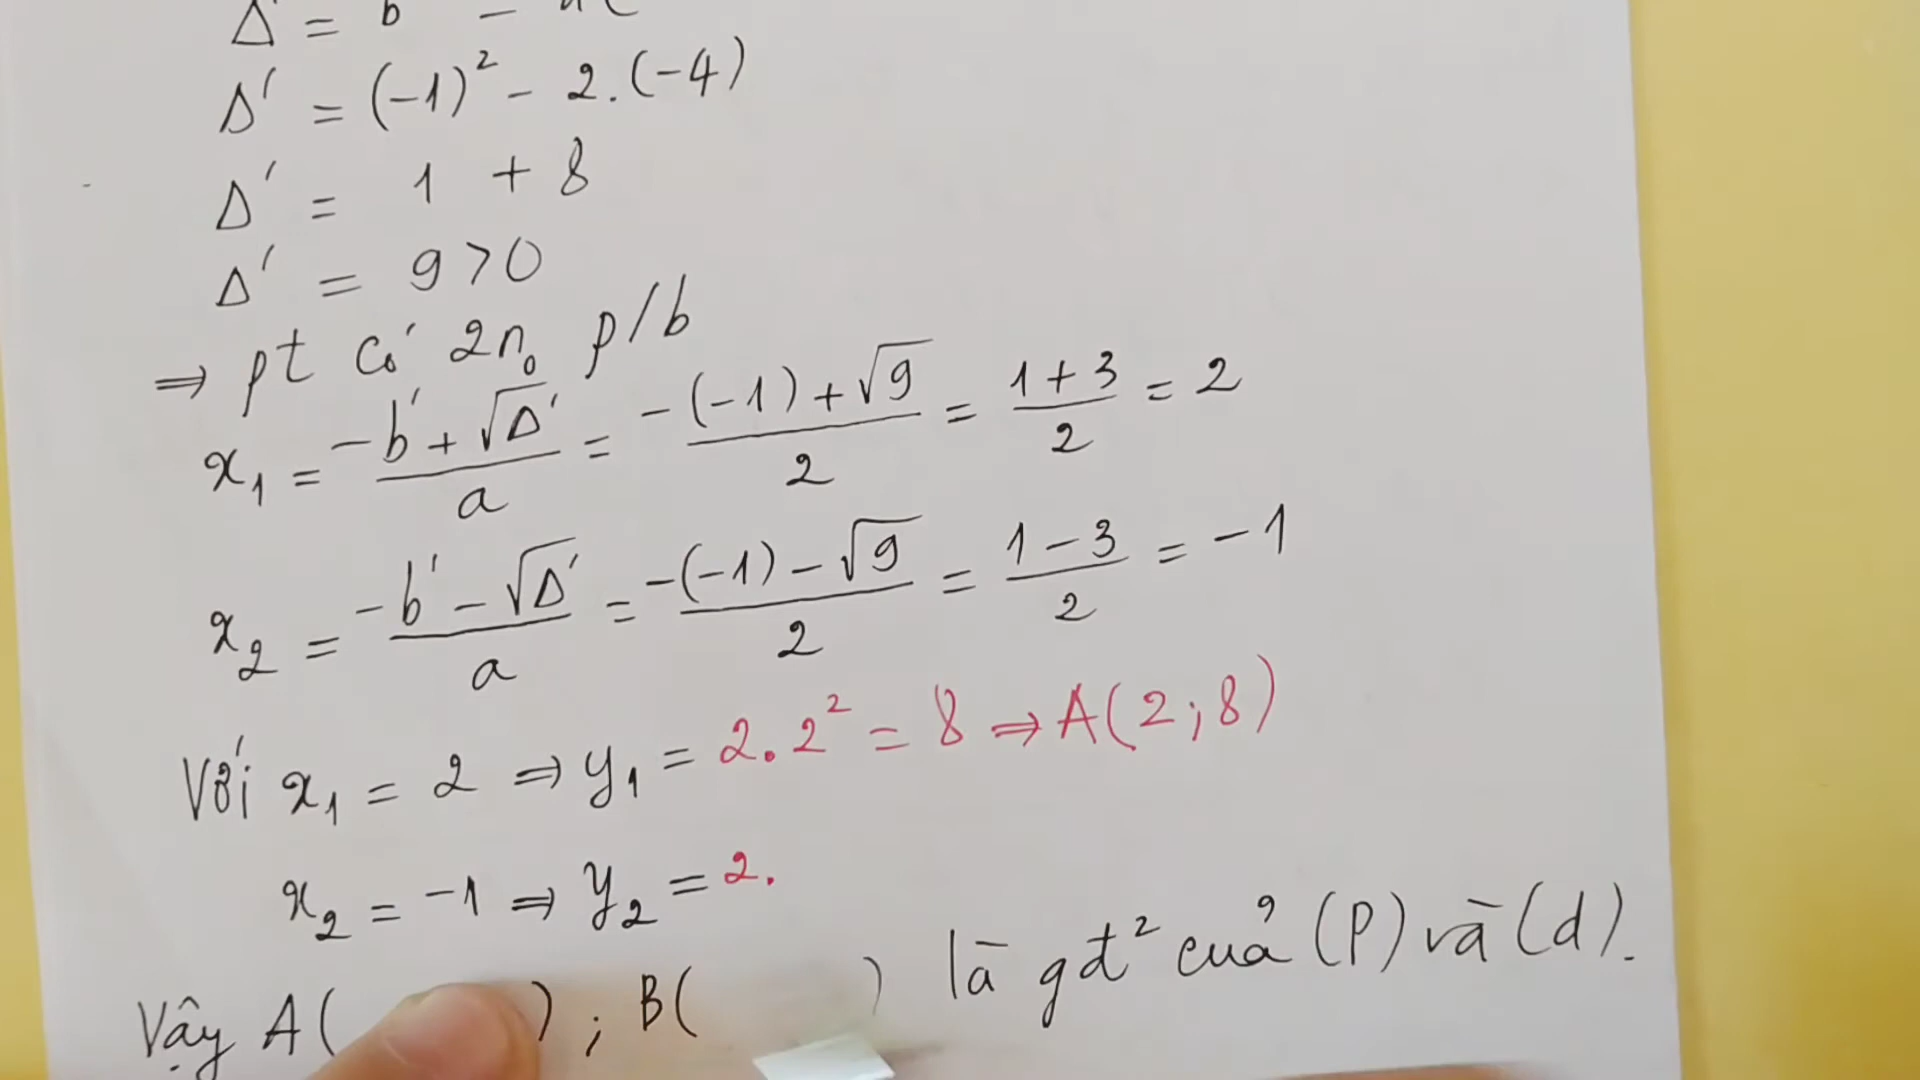 Δ' = b² - ac
Δ' = (-1)² - 2.(-4)
Δ' = 1 + 8
Δ' = 9 > 0
⇒ pt có 2n₀ p/b
x₁ = (-b' + √Δ')/a = (-(-1) + √9)/2 = (1 + 3)/2 = 2
x₂ = (-b' - √Δ')/a = (-(-1) - √9)/2 = (1 - 3)/2 = -1
Với x₁ = 2 ⇒ y₁ = 2.2² = 8 ⇒ A(2;8)
x₂ = -1 ⇒ y₂ = 2.
Vậy A( ) ; B( ) là gđ² của (P) và (d).